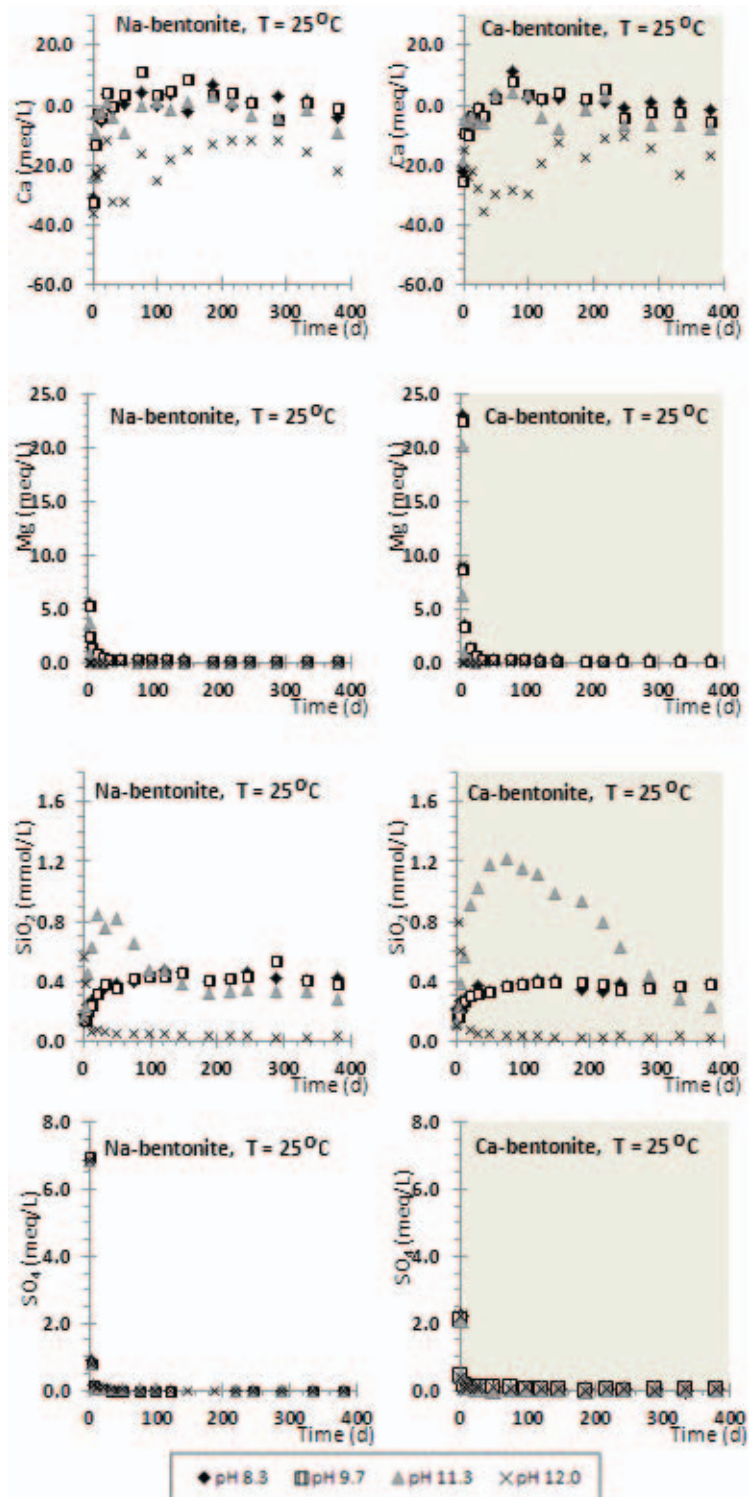 Na-bentonite, T = 25 °C
Ca (meq/L)
20.0
0.0
-20.0
-40.0
-60.0
0 100 200 300 400
Time (d)
Ca-bentonite, T = 25 °C
Ca (meq/L)
20.0
0.0
-20.0
-40.0
-60.0
0 100 200 300 400
Time (d)
Na-bentonite, T = 25 °C
Mg (meq/L)
25.0
20.0
15.0
10.0
5.0
0.0
0 100 200 300 400
Time (d)
Ca-bentonite, T = 25 °C
Mg (meq/L)
25.0
20.0
15.0
10.0
5.0
0.0
0 100 200 300 400
Time (d)
Na-bentonite, T = 25 °C
SiO₂ (mmol/L)
1.6
1.2
0.8
0.4
0.0
0 100 200 300 400
Time (d)
Ca-bentonite, T = 25 °C
SiO₂ (mmol/L)
1.6
1.2
0.8
0.4
0.0
0 100 200 300 400
Time (d)
Na-bentonite, T = 25 °C
SO₄ (meq/L)
8.0
6.0
4.0
2.0
0.0
0 100 200 300 400
Time (d)
Ca-bentonite, T = 25 °C
SO₄ (meq/L)
8.0
6.0
4.0
2.0
0.0
0 100 200 300 400
Time (d)
pH 8.3 pH 9.7 pH 11.3 pH 12.0